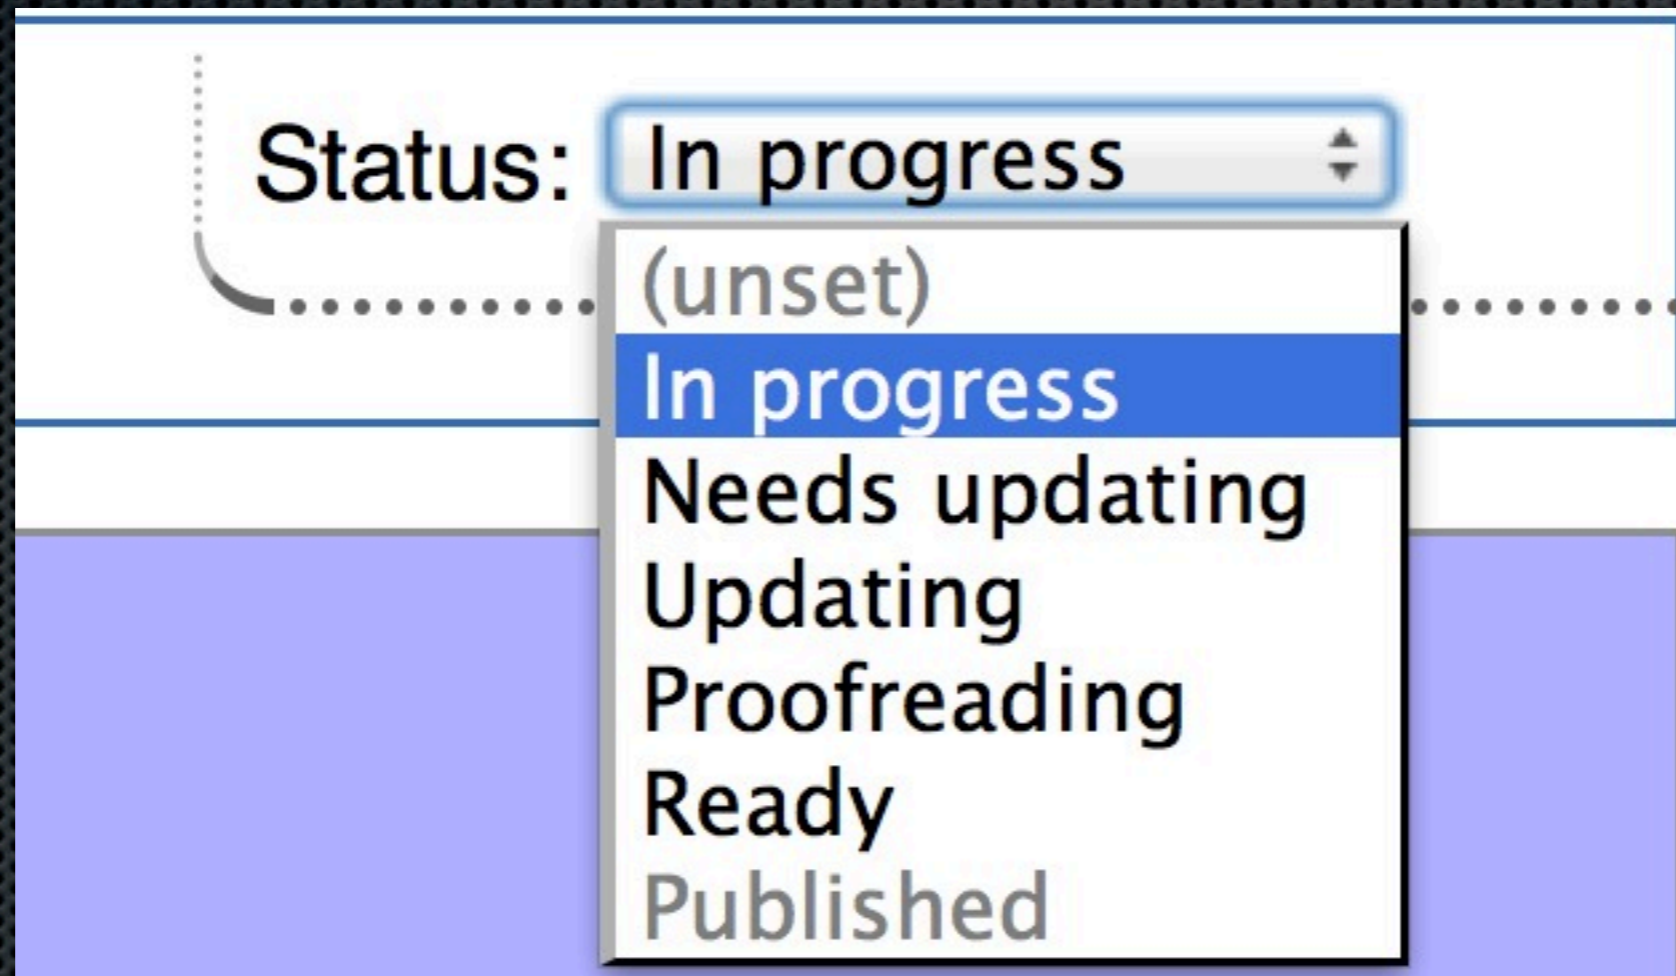 Status: In progress
(unset)
In progress
Needs updating
Updating
Proofreading
Ready
Published